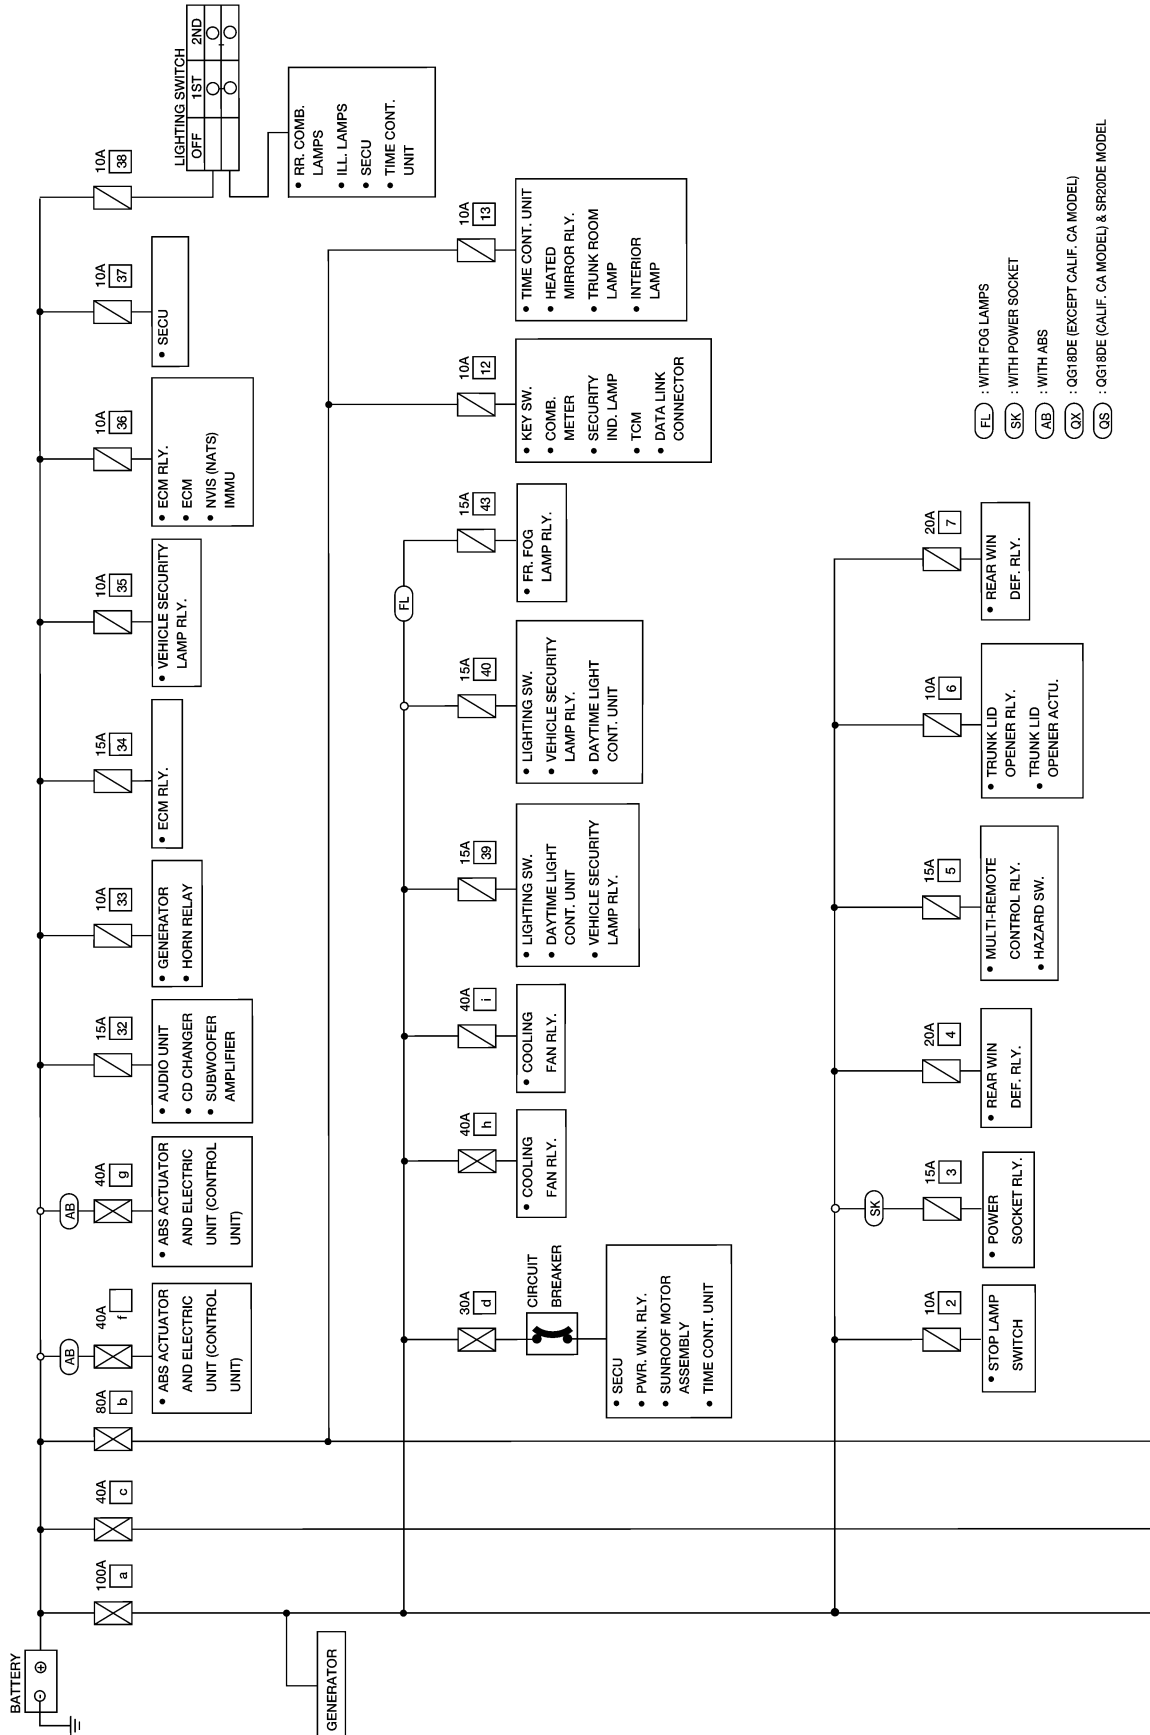 BATTERY
- +
GENERATOR
100A
a
40A
c
80A
b
40A
f
AB
• ABS ACTUATOR
AND ELECTRIC
UNIT (CONTROL
UNIT)
40A
g
AB
• ABS ACTUATOR
AND ELECTRIC
UNIT (CONTROL
UNIT)
15A
32
• AUDIO UNIT
• CD CHANGER
• SUBWOOFER
AMPLIFIER
10A
33
• GENERATOR
• HORN RELAY
15A
34
• ECM RLY.
10A
35
• VEHICLE SECURITY
LAMP RLY.
10A
36
• ECM RLY.
• ECM
• NVIS (NATS)
IMMU
10A
37
• SECU
10A
38
LIGHTING SWITCH
OFF 1ST 2ND
• RR. COMB.
LAMPS
• ILL. LAMPS
• SECU
• TIME CONT.
UNIT
30A
d
CIRCUIT
BREAKER
• SECU
• PWR. WIN. RLY.
• SUNROOF MOTOR
ASSEMBLY
• TIME CONT. UNIT
40A
h
• COOLING
FAN RLY.
40A
i
• COOLING
FAN RLY.
15A
39
• LIGHTING SW.
• DAYTIME LIGHT
CONT. UNIT
• VEHICLE SECURITY
LAMP RLY.
15A
40
• LIGHTING SW.
• VEHICLE SECURITY
LAMP RLY.
• DAYTIME LIGHT
CONT. UNIT
FL
15A
43
• FR. FOG
LAMP RLY.
10A
12
• KEY SW.
• COMB.
METER
• SECURITY
IND. LAMP
• TCM
• DATA LINK
CONNECTOR
10A
13
• TIME CONT. UNIT
• HEATED
MIRROR RLY.
• TRUNK ROOM
LAMP
• INTERIOR
LAMP
10A
2
• STOP LAMP
SWITCH
SK
15A
3
• POWER
SOCKET RLY.
20A
4
• REAR WIN
DEF. RLY.
15A
5
• MULTI-REMOTE
CONTROL RLY.
• HAZARD SW.
10A
6
• TRUNK LID
OPENER RLY.
• TRUNK LID
OPENER ACTU.
20A
7
• REAR WIN
DEF. RLY.
FL : WITH FOG LAMPS
SK : WITH POWER SOCKET
AB : WITH ABS
QX : QG18DE (EXCEPT CALIF. CA MODEL)
QS : QG18DE (CALIF. CA MODEL) & SR20DE MODEL